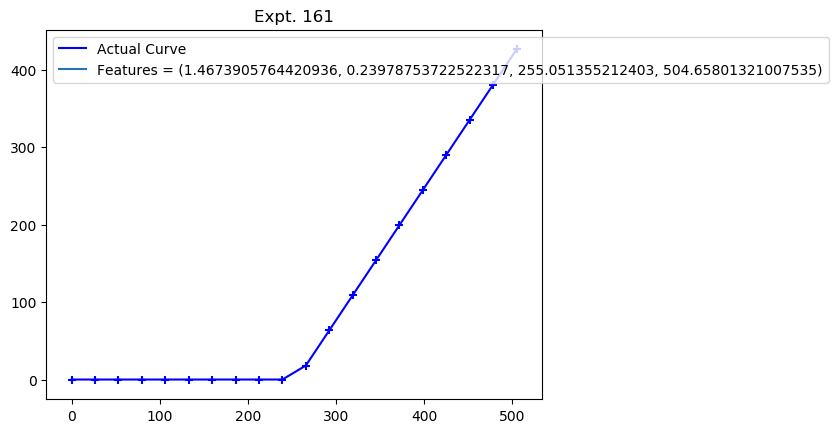 Expt. 161
Actual Curve
Features = (1.4673905764420936, 0.239787537222522317, 255.051355212403, 504.65801321007535)
400
300
200
100
0
0 100 200 300 400 500